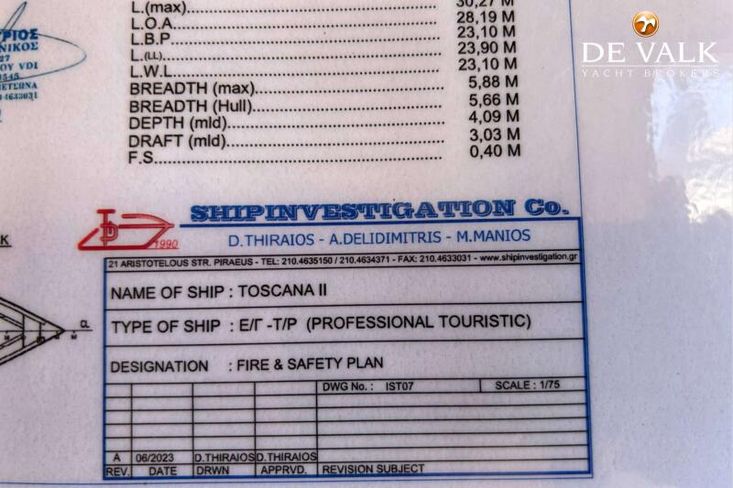 L.(max) 30,27 M
L.O.A 28,19 M
L.B.P 23,10 M
L.(LL) 23,90 M
L.W.L 23,10 M
BREADTH (max) 5,88 M
BREADTH (Hull) 5,66 M
DEPTH (mld) 4,09 M
DRAFT (mld) 3,03 M
F.S. 0,40 M
DE VALK
YACHT BROKERS
SHIPINVESTIGATION Co.
1990
D.THIRAIOS - A.DELIDIMITRIS - M.MANIOS
21 ARISTOTELOUS STR. PIRAEUS - TEL: 210.4635150 / 210.4634371 - FAX: 210.4633031 - www.shipinvestigation.gr
NAME OF SHIP : TOSCANA II
TYPE OF SHIP : Ε/Γ -Τ/Ρ (PROFESSIONAL TOURISTIC)
DESIGNATION : FIRE & SAFETY PLAN
DWG No.: IST07 SCALE : 1/75
A 06/2023 D.THIRAIOS D.THIRAIOS
REV. DATE DRWN APPRVD. REVISION SUBJECT
CL